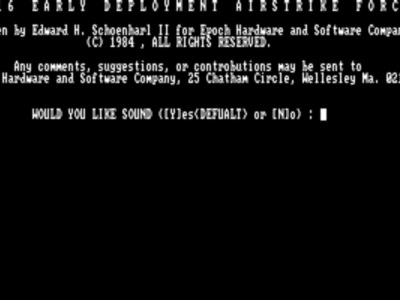 16 EARLY DEPLOYMENT AIRSTRIKE FORC
en by Edward H. Schoenharl II for Epoch Hardware and Software Compan
(C) 1984 , ALL RIGHTS RESERVED.
Any comments, suggestions, or controbutions may be sent to
Hardware and Software Company, 25 Chatham Circle, Wellesley Ma. 021
WOULD YOU LIKE SOUND ([Y]es(DEFUALT) or [N]o) :